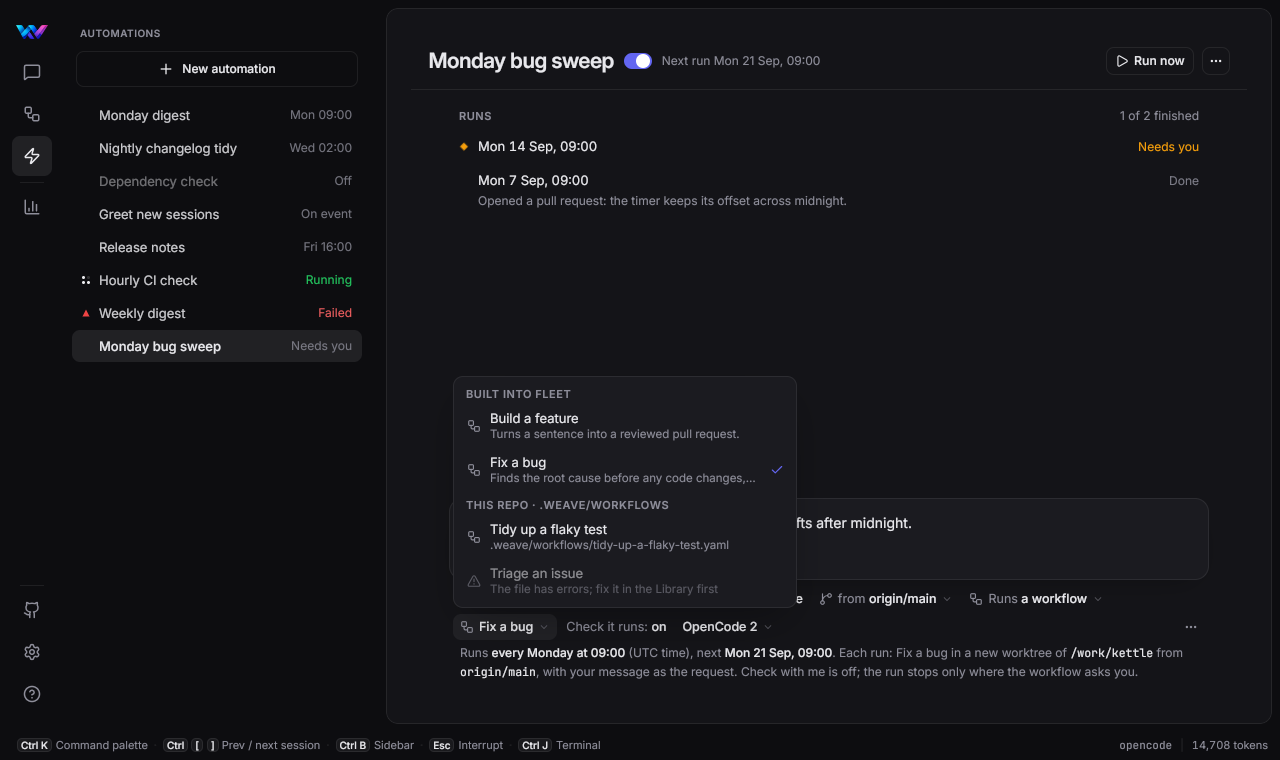 AUTOMATIONS
New automation
Monday digest Mon 09:00
Nightly changelog tidy Wed 02:00
Dependency check Off
Greet new sessions On event
Release notes Fri 16:00
Hourly CI check Running
Weekly digest Failed
Monday bug sweep Needs you
Monday bug sweep Next run Mon 21 Sep, 09:00 Run now
RUNS 1 of 2 finished
Mon 14 Sep, 09:00 Needs you
Mon 7 Sep, 09:00 Done
Opened a pull request: the timer keeps its offset across midnight.
BUILT INTO FLEET
Build a feature
Turns a sentence into a reviewed pull request.
Fix a bug
Finds the root cause before any code changes,...
THIS REPO · .WEAVE/WORKFLOWS
Tidy up a flaky test
.weave/workflows/tidy-up-a-flaky-test.yaml
Triage an issue
The file has errors; fix it in the Library first
fts after midnight.
e from origin/main Runs a workflow
Fix a bug Check it runs: on OpenCode 2
Runs every Monday at 09:00 (UTC time), next Mon 21 Sep, 09:00. Each run: Fix a bug in a new worktree of /work/kettle from
origin/main, with your message as the request. Check with me is off; the run stops only where the workflow asks you.
Ctrl K Command palette · Ctrl [ ] Prev / next session · Ctrl B Sidebar · Esc Interrupt · Ctrl J Terminal opencode 14,708 tokens